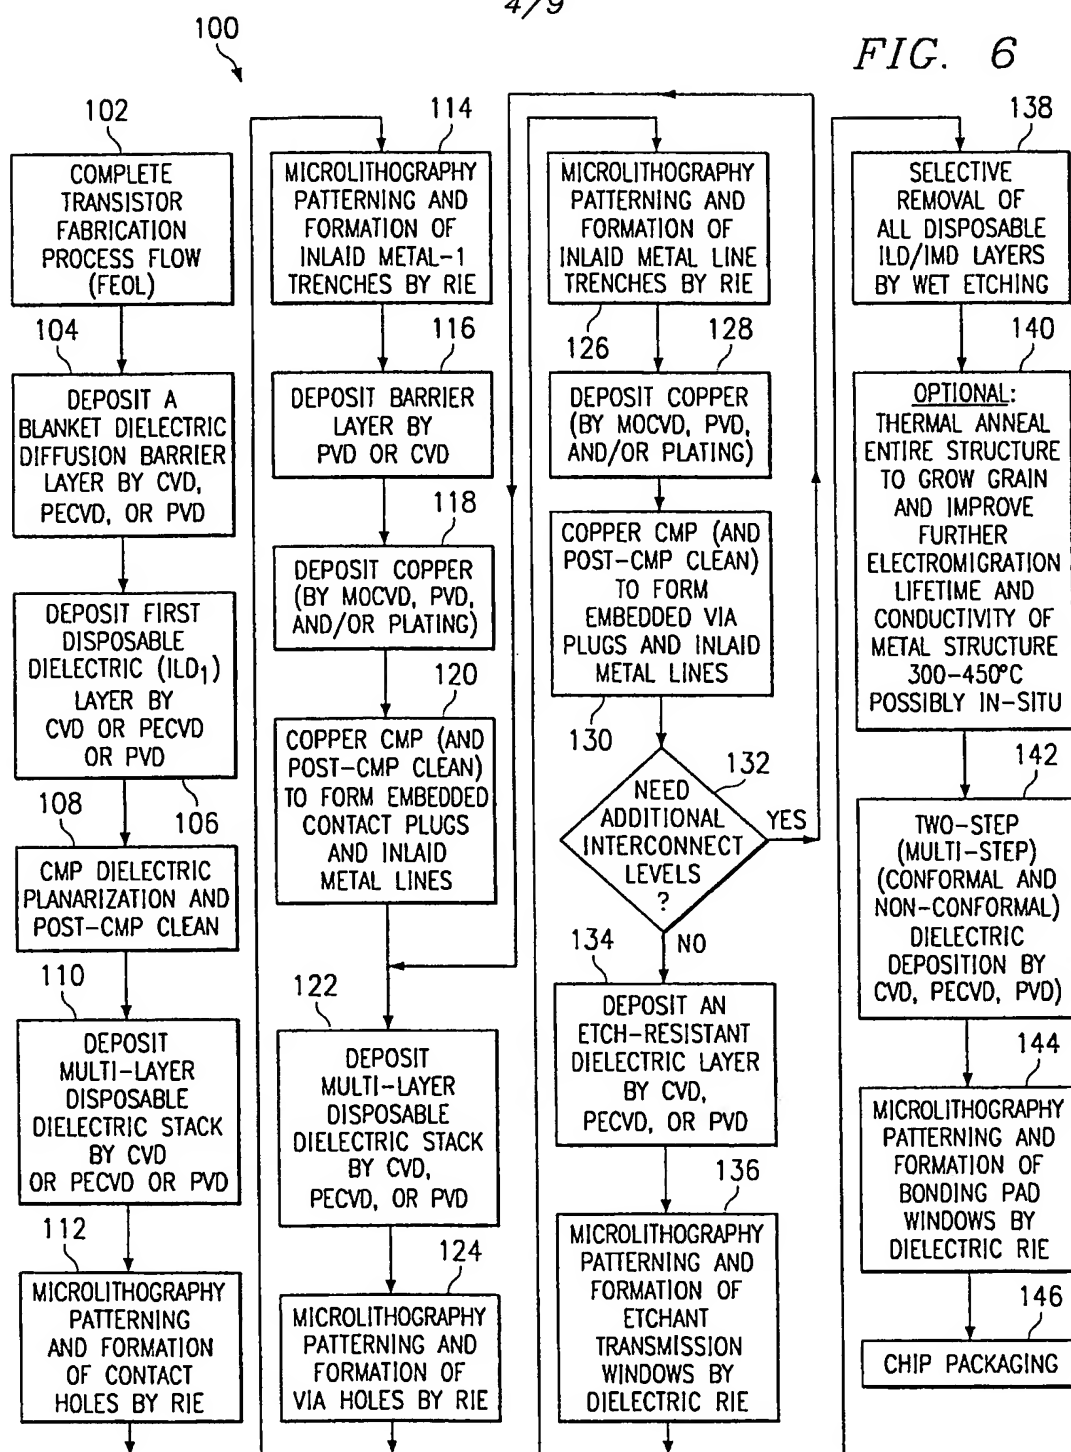 4/9
FIG. 6
100
102
COMPLETE
TRANSISTOR
FABRICATION
PROCESS FLOW
(FEOL)
104
DEPOSIT A
BLANKET DIELECTRIC
DIFFUSION BARRIER
LAYER BY CVD,
PECVD, OR PVD
DEPOSIT FIRST
DISPOSABLE
DIELECTRIC (ILD1)
LAYER BY
CVD OR PECVD
OR PVD
106
108
CMP DIELECTRIC
PLANARIZATION AND
POST-CMP CLEAN
110
DEPOSIT
MULTI-LAYER
DISPOSABLE
DIELECTRIC STACK
BY CVD
OR PECVD OR PVD
112
MICROLITHOGRAPHY
PATTERNING
AND FORMATION
OF CONTACT
HOLES BY RIE
114
MICROLITHOGRAPHY
PATTERNING AND
FORMATION OF
INLAID METAL-1
TRENCHES BY RIE
116
DEPOSIT BARRIER
LAYER BY
PVD OR CVD
118
DEPOSIT COPPER
(BY MOCVD, PVD,
AND/OR PLATING)
120
COPPER CMP (AND
POST-CMP CLEAN)
TO FORM EMBEDDED
CONTACT PLUGS
AND INLAID
METAL LINES
122
DEPOSIT
MULTI-LAYER
DISPOSABLE
DIELECTRIC STACK
BY CVD,
PECVD, OR PVD
124
MICROLITHOGRAPHY
PATTERNING AND
FORMATION OF
VIA HOLES BY RIE
MICROLITHOGRAPHY
PATTERNING AND
FORMATION OF
INLAID METAL LINE
TRENCHES BY RIE
126
128
DEPOSIT COPPER
(BY MOCVD, PVD,
AND/OR PLATING)
COPPER CMP (AND
POST-CMP CLEAN)
TO FORM
EMBEDDED VIA
PLUGS AND INLAID
METAL LINES
130
132
NEED
ADDITIONAL
INTERCONNECT
LEVELS
?
YES
NO
134
DEPOSIT AN
ETCH-RESISTANT
DIELECTRIC LAYER
BY CVD,
PECVD, OR PVD
136
MICROLITHOGRAPHY
PATTERNING AND
FORMATION OF
ETCHANT
TRANSMISSION
WINDOWS BY
DIELECTRIC RIE
138
SELECTIVE
REMOVAL OF
ALL DISPOSABLE
ILD/IMD LAYERS
BY WET ETCHING
140
OPTIONAL:
THERMAL ANNEAL
ENTIRE STRUCTURE
TO GROW GRAIN
AND IMPROVE
FURTHER
ELECTROMIGRATION
LIFETIME AND
CONDUCTIVITY OF
METAL STRUCTURE
300-450°C
POSSIBLY IN-SITU
142
TWO-STEP
(MULTI-STEP)
(CONFORMAL AND
NON-CONFORMAL)
DIELECTRIC
DEPOSITION BY
CVD, PECVD, PVD)
144
MICROLITHOGRAPHY
PATTERNING AND
FORMATION OF
BONDING PAD
WINDOWS BY
DIELECTRIC RIE
146
CHIP PACKAGING